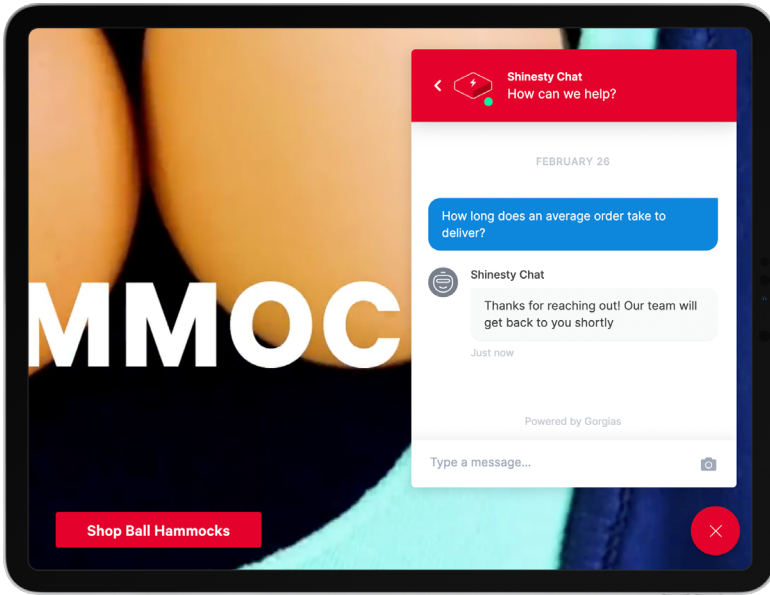 Shinesty Chat
How can we help?
FEBRUARY 26
How long does an average order take to
deliver?
Shinesty Chat
Thanks for reaching out! Our team will
get back to you shortly
Just now
Powered by Gorgias
Type a message...
MMOC
Shop Ball Hammocks